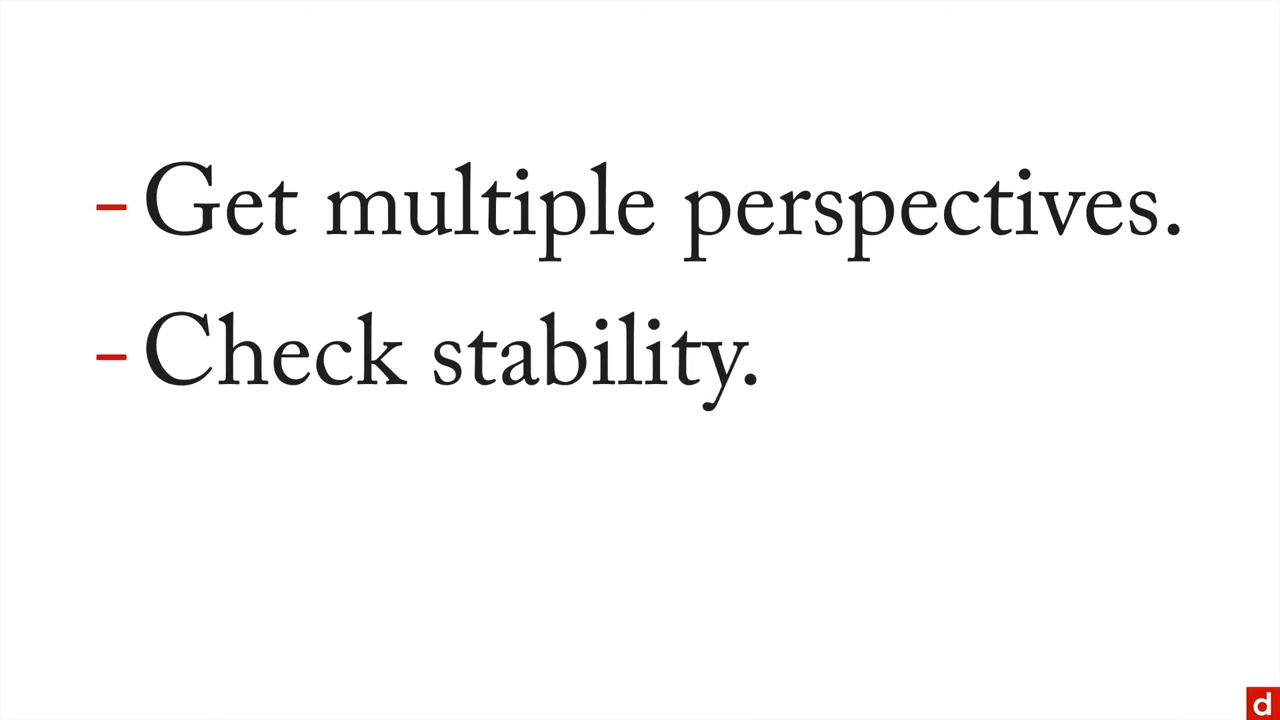 - Get multiple perspectives.
- Check stability.
d